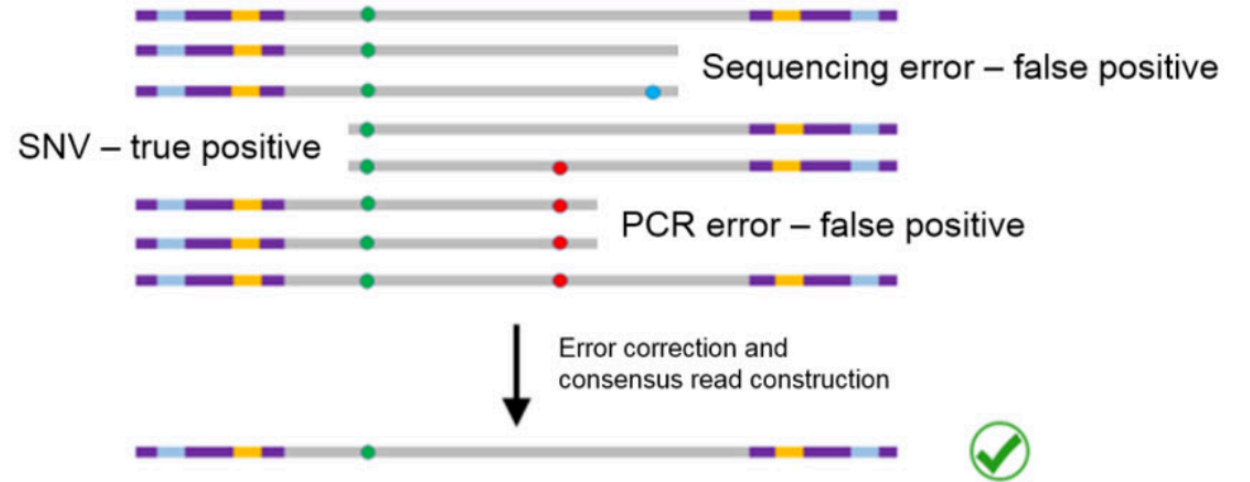 Sequencing error – false positive
SNV – true positive
PCR error – false positive
Error correction and
consensus read construction